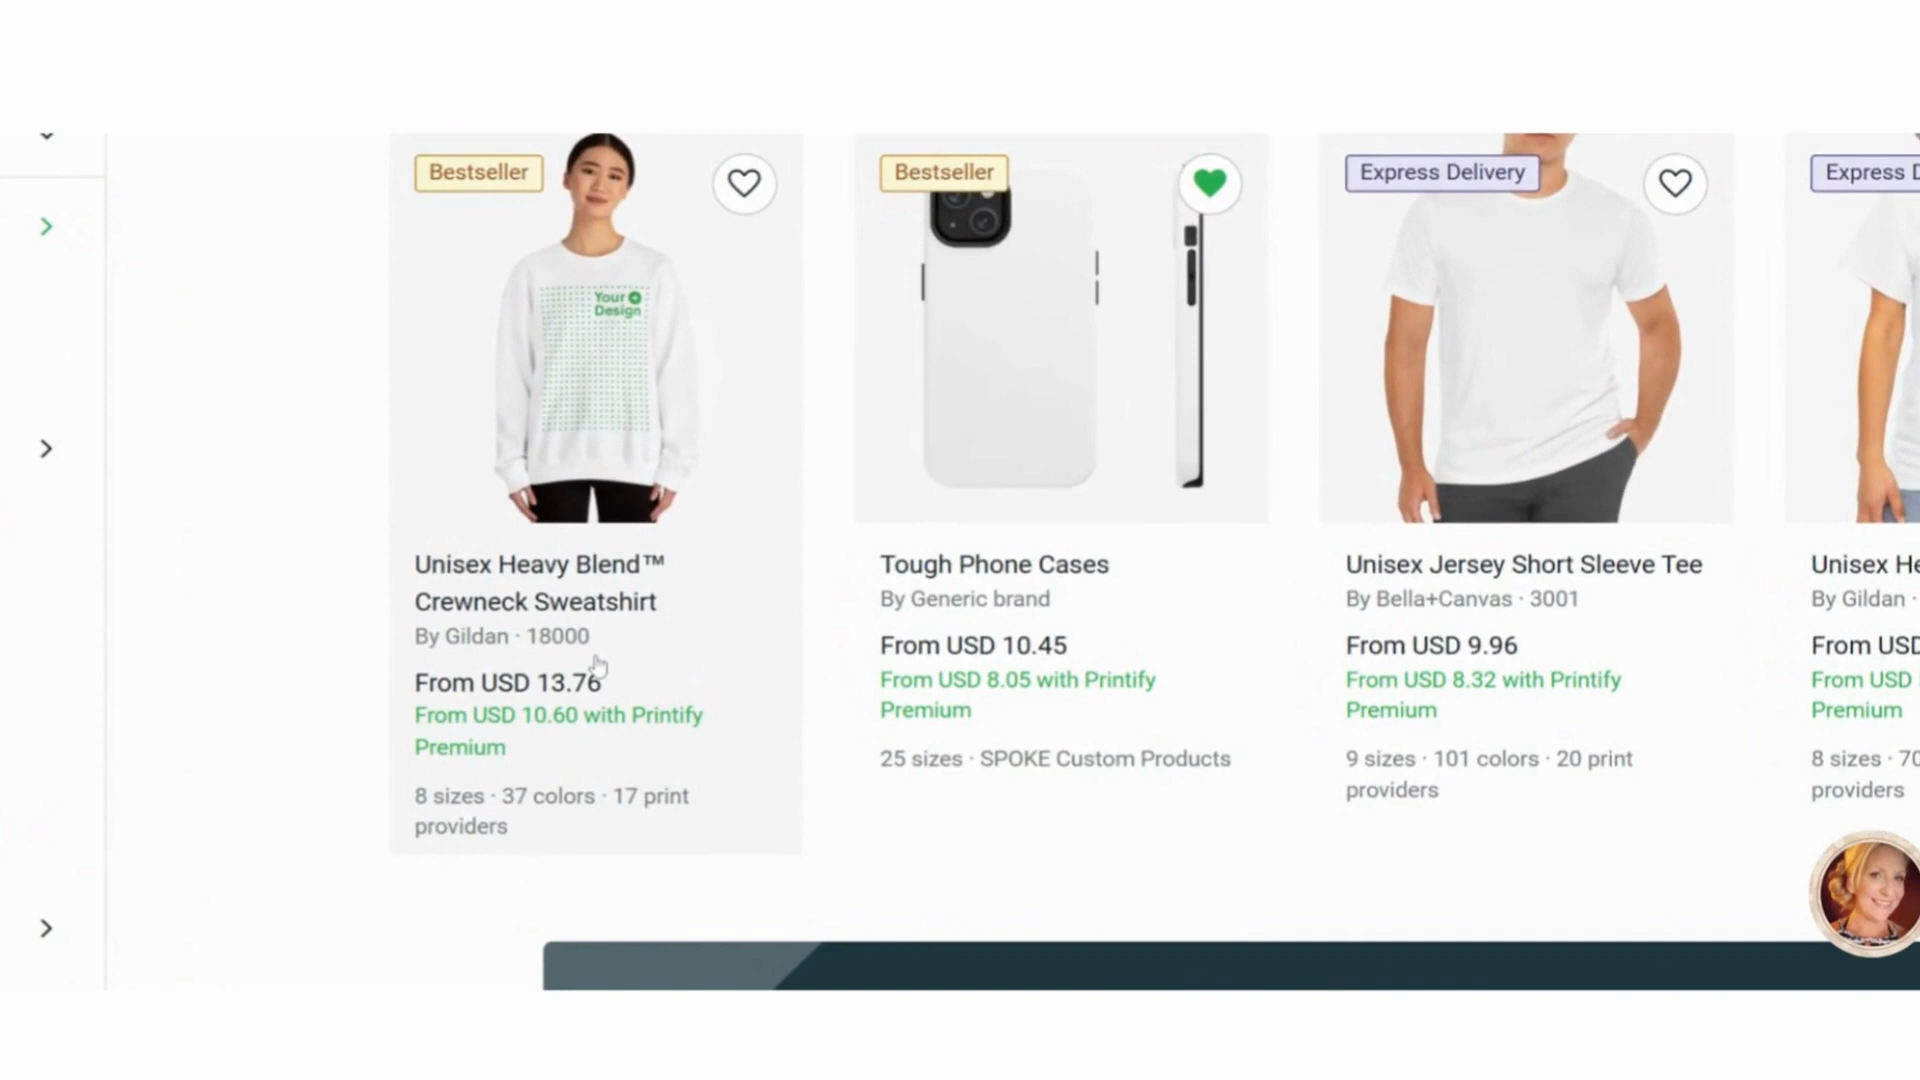 Bestseller
Your
Design
Unisex Heavy Blend™
Crewneck Sweatshirt
By Gildan · 18000
From USD 13.76
From USD 10.60 with Printify
Premium
8 sizes · 37 colors · 17 print
providers
Bestseller
Tough Phone Cases
By Generic brand
From USD 10.45
From USD 8.05 with Printify
Premium
25 sizes · SPOKE Custom Products
Express Delivery
Unisex Jersey Short Sleeve Tee
By Bella+Canvas · 3001
From USD 9.96
From USD 8.32 with Printify
Premium
9 sizes · 101 colors · 20 print
providers
Express
Unisex
By Gildan ·
From USD
From USD
Premium
8 sizes · 70
providers